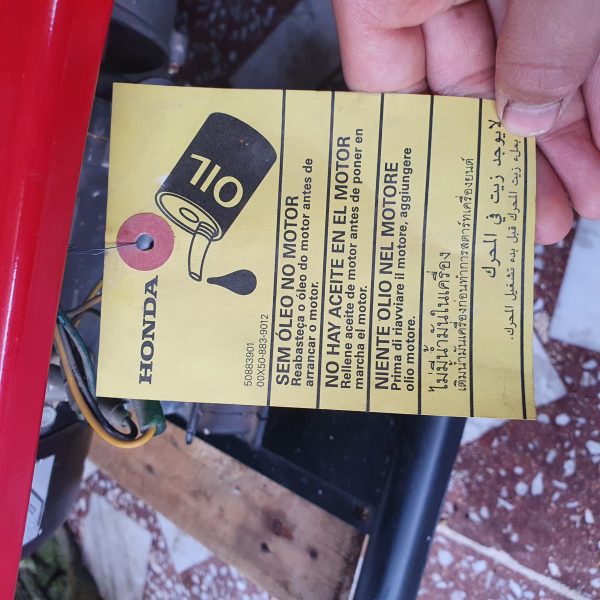 HONDA
OIL
50883901
00X50-883-9012
SEM ÓLEO NO MOTOR
Reabasteça o óleo do motor antes de
arrancar o motor.
NO HAY ACEITE EN EL MOTOR
Rellene aceite de motor antes de poner en
marcha el motor.
NIENTE OLIO NEL MOTORE
Prima di riavviare il motore, aggiungere
olio motore.
ไม่มีน้ำมันในเครื่อง
เติมน้ำมันเครื่องก่อนทำการสตาร์ทเครื่องยนต์
لا يوجد زيت في المحرك
يملء زيت المحرك قبل بدء تشغيل المحرك.